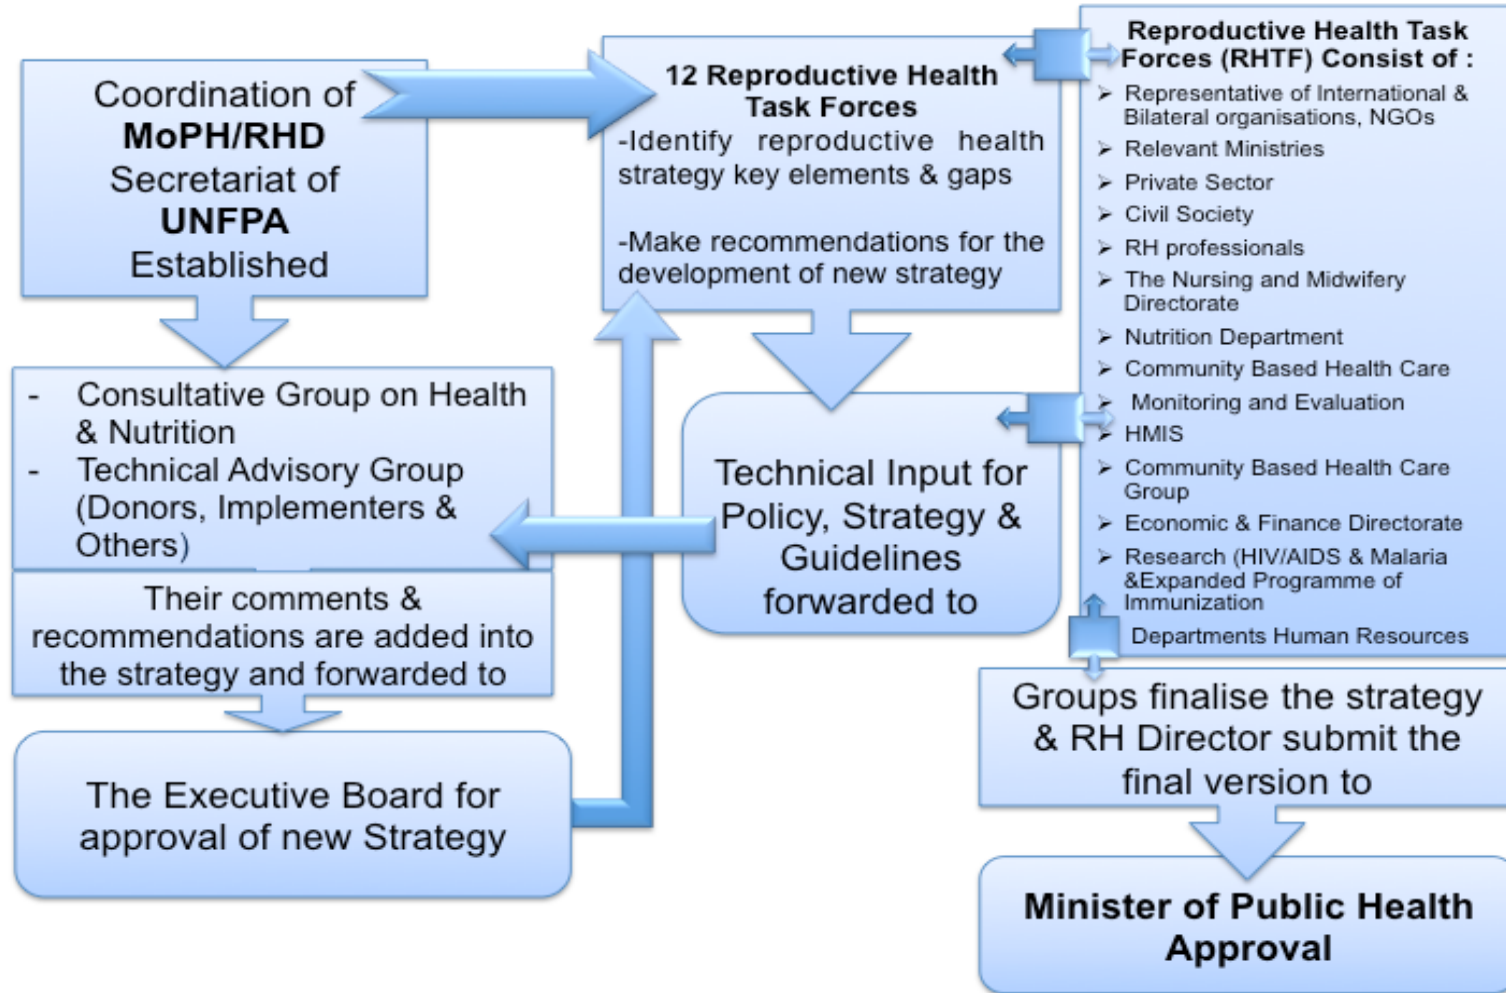 Coordination of
MoPH/RHD
Secretariat of
UNFPA
Established
12 Reproductive Health
Task Forces
-Identify reproductive health
strategy key elements & gaps
-Make recommendations for the
development of new strategy
Reproductive Health Task
Forces (RHTF) Consist of :
➢ Representative of International &
Bilateral organisations, NGOs
➢ Relevant Ministries
➢ Private Sector
➢ Civil Society
➢ RH professionals
➢ The Nursing and Midwifery
Directorate
➢ Nutrition Department
➢ Community Based Health Care
➢ Monitoring and Evaluation
➢ HMIS
➢ Community Based Health Care
Group
➢ Economic & Finance Directorate
➢ Research (HIV/AIDS & Malaria
&Expanded Programme of
Immunization
Departments Human Resources
- Consultative Group on Health
& Nutrition
- Technical Advisory Group
(Donors, Implementers &
Others)
Their comments &
recommendations are added into
the strategy and forwarded to
Technical Input for
Policy, Strategy &
Guidelines
forwarded to
The Executive Board for
approval of new Strategy
Groups finalise the strategy
& RH Director submit the
final version to
Minister of Public Health
Approval